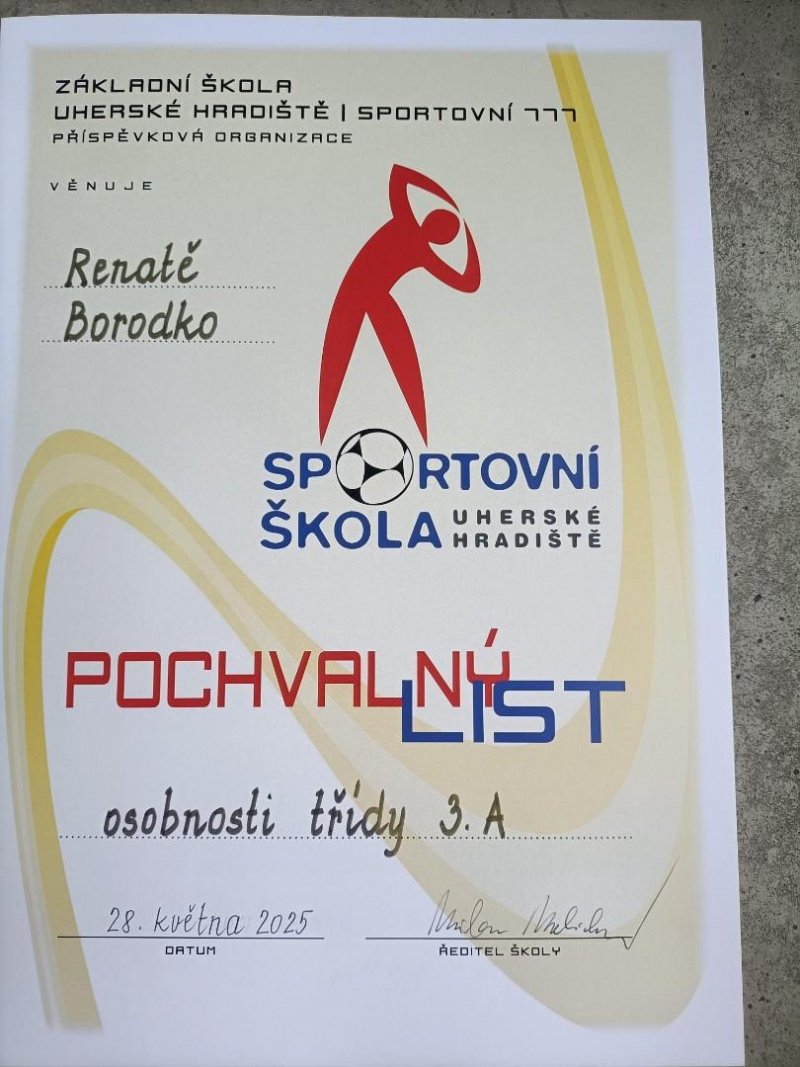 ZÁKLADNÍ ŠKOLA
UHERSKÉ HRADIŠTĚ | SPORTOVNÍ 777
PŘÍSPĚVKOVÁ ORGANIZACE
VĚNUJE
Renatě
Borodko
SPORTOVNÍ
ŠKOLA UHERSKÉ
HRADIŠTĚ
POCHVALNÝ
LIST
osobnosti třídy 3. A
28. května 2025
DATUM
ŘEDITEL ŠKOLY